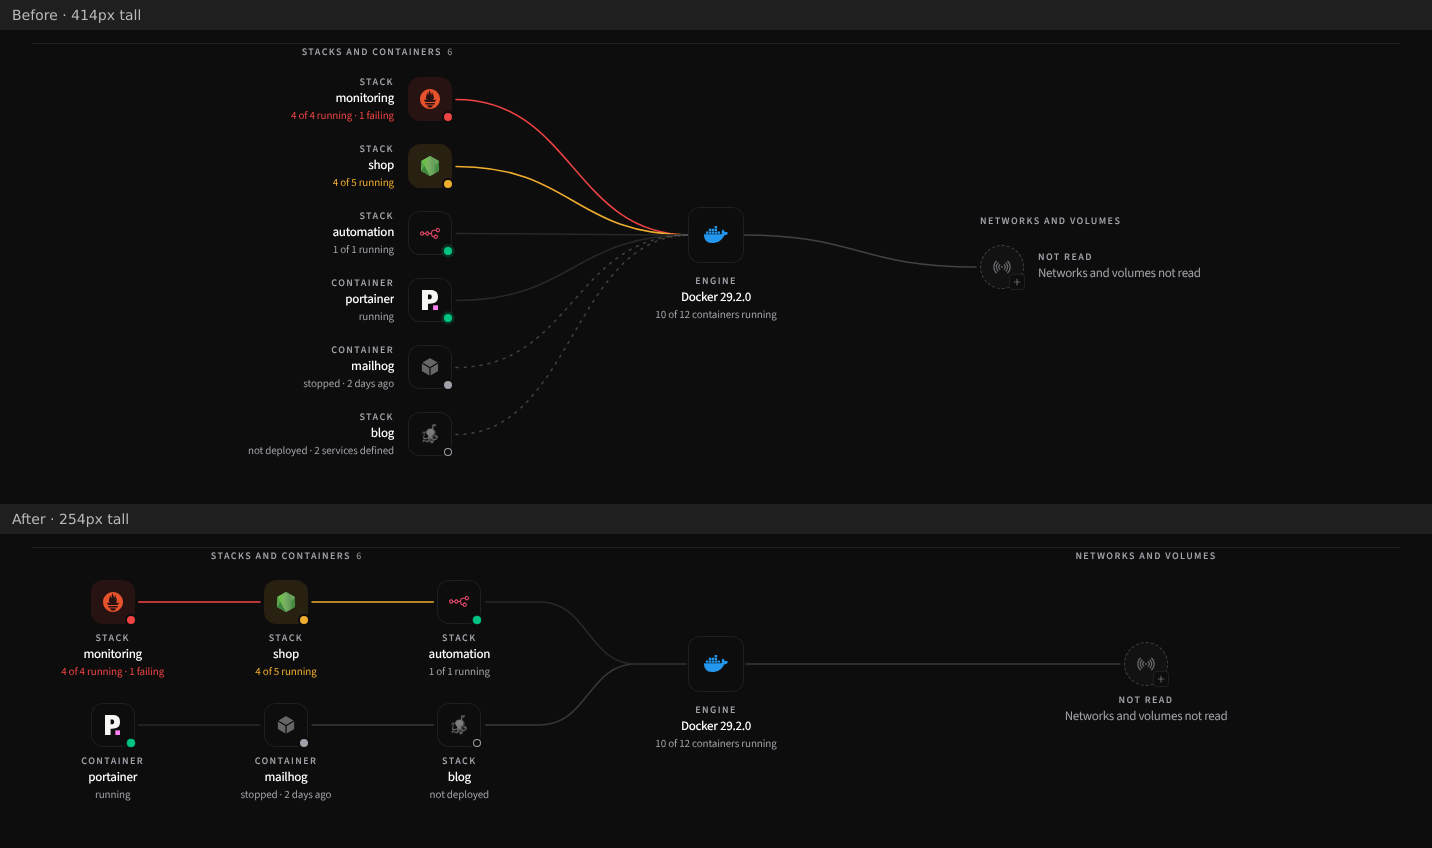 Before · 414px tall
STACKS AND CONTAINERS 6
STACK
monitoring
4 of 4 running · 1 failing
STACK
shop
4 of 5 running
STACK
automation
1 of 1 running
CONTAINER
portainer
running
CONTAINER
mailhog
stopped · 2 days ago
STACK
blog
not deployed · 2 services defined
ENGINE
Docker 29.2.0
10 of 12 containers running
NETWORKS AND VOLUMES
NOT READ
Networks and volumes not read
After · 254px tall
STACKS AND CONTAINERS 6
NETWORKS AND VOLUMES
STACK
monitoring
4 of 4 running · 1 failing
STACK
shop
4 of 5 running
STACK
automation
1 of 1 running
CONTAINER
portainer
running
CONTAINER
mailhog
stopped · 2 days ago
STACK
blog
not deployed
ENGINE
Docker 29.2.0
10 of 12 containers running
NOT READ
Networks and volumes not read